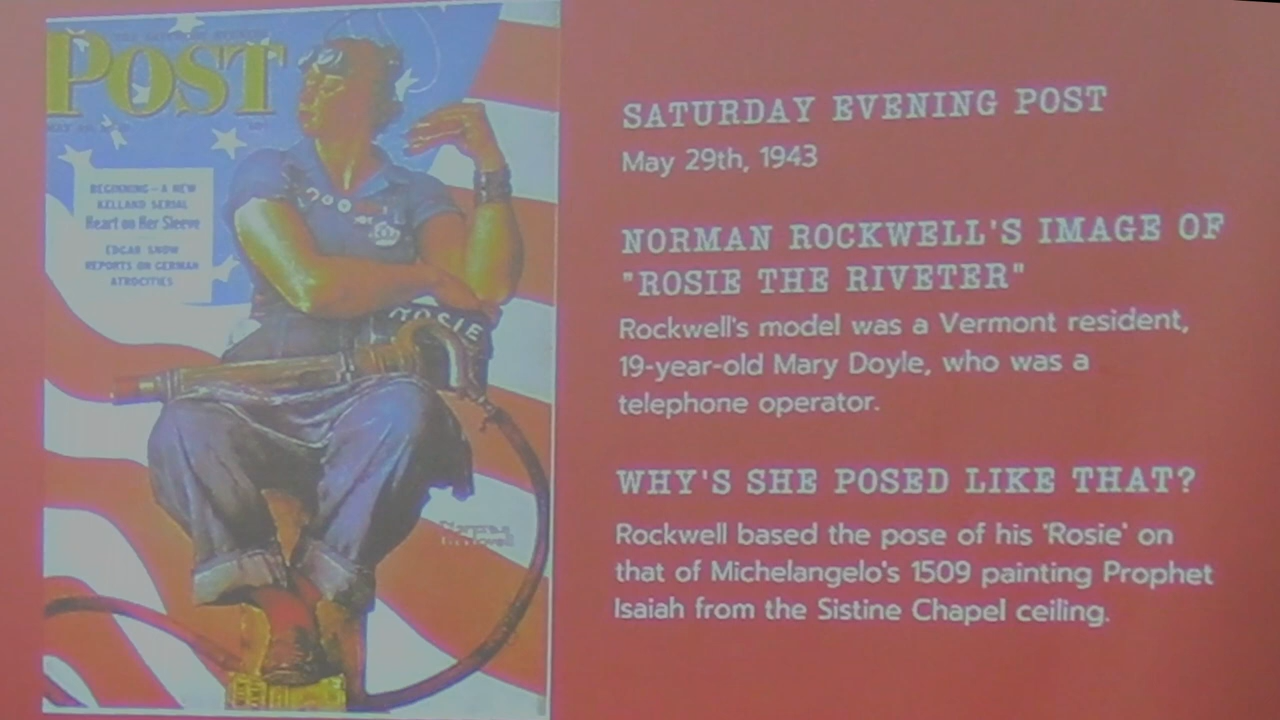 POST
BEGINNING—A NEW
KELLAND SERIAL
Heart on Her Sleeve
EDGAR SNOW
REPORTS ON GERMAN
ATROCITIES
ROSIE
Norman
Rockwell
SATURDAY EVENING POST
May 29th, 1943
NORMAN ROCKWELL'S IMAGE OF
"ROSIE THE RIVETER"
Rockwell's model was a Vermont resident,
19-year-old Mary Doyle, who was a
telephone operator.
WHY'S SHE POSED LIKE THAT?
Rockwell based the pose of his 'Rosie' on
that of Michelangelo's 1509 painting Prophet
Isaiah from the Sistine Chapel ceiling.